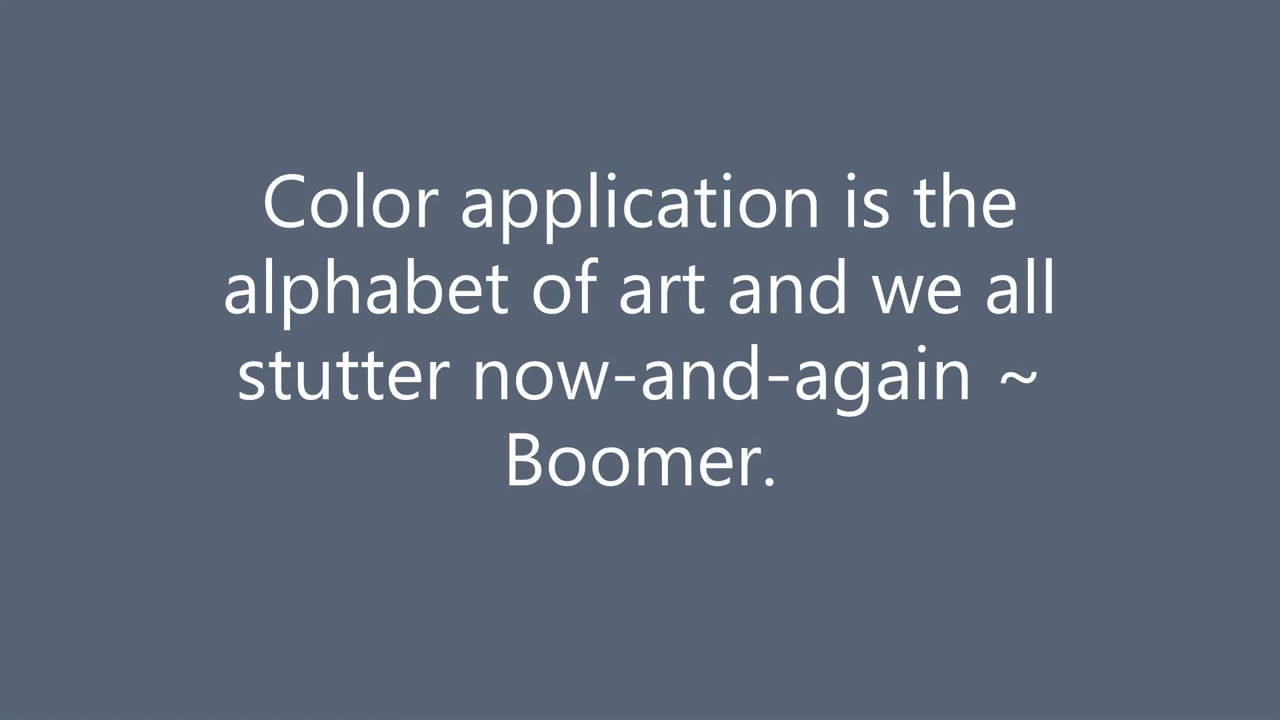 Color application is the
alphabet of art and we all
stutter now-and-again ~
Boomer.